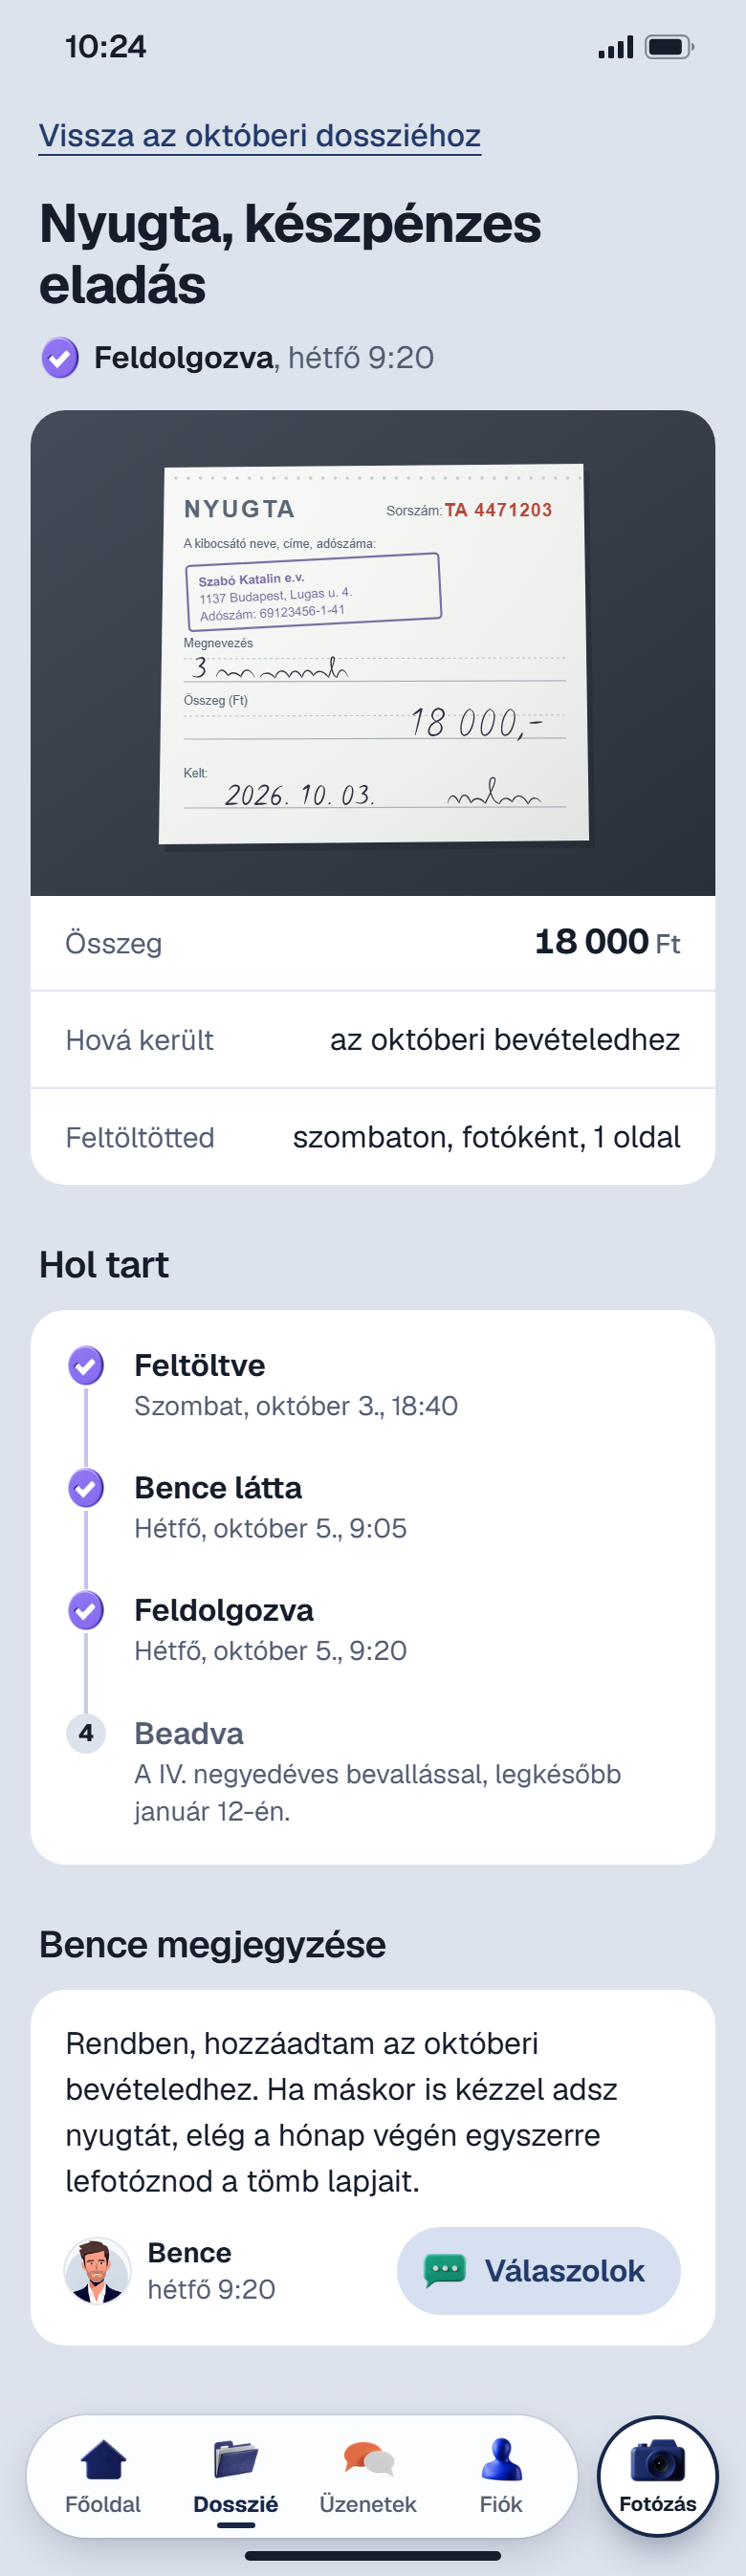 10:24
Vissza az októberi dossziéhoz
Nyugta, készpénzes
eladás
Feldolgozva, hétfő 9:20
NYUGTA
Sorszám: TA 4471203
A kibocsátó neve, címe, adószáma:
Szabó Katalin e.v.
1137 Budapest, Lugas u. 4.
Adószám: 69123456-1-41
Megnevezés
3
Összeg (Ft)
18 000,-
Kelt:
2026. 10. 03.
Összeg 18 000 Ft
Hová került az októberi bevételedhez
Feltöltötted szombaton, fotóként, 1 oldal
Hol tart
Feltöltve
Szombat, október 3., 18:40
Bence látta
Hétfő, október 5., 9:05
Feldolgozva
Hétfő, október 5., 9:20
4 Beadva
A IV. negyedéves bevallással, legkésőbb
január 12-én.
Bence megjegyzése
Rendben, hozzáadtam az októberi
bevételedhez. Ha máskor is kézzel adsz
nyugtát, elég a hónap végén egyszerre
lefotóznod a tömb lapjait.
Bence
hétfő 9:20
Válaszolok
Főoldal Dosszié Üzenetek Fiók Fotózás